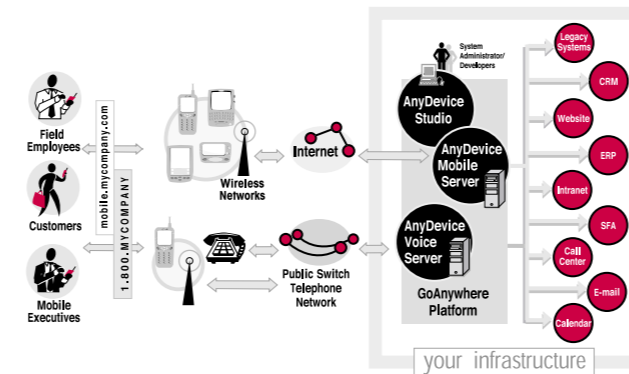 Field
Employees
Customers
Mobile
Executives
mobile.mycompany.com
1.800.MYCOMPANY
Wireless
Networks
Internet
Public Switch
Telephone
Network
System
Administrator/
Developers
AnyDevice
Studio
AnyDevice
Mobile
Server
AnyDevice
Voice
Server
GoAnywhere
Platform
Legacy
Systems
CRM
Website
ERP
Intranet
SFA
Call
Center
E-mail
Calendar
your infrastructure